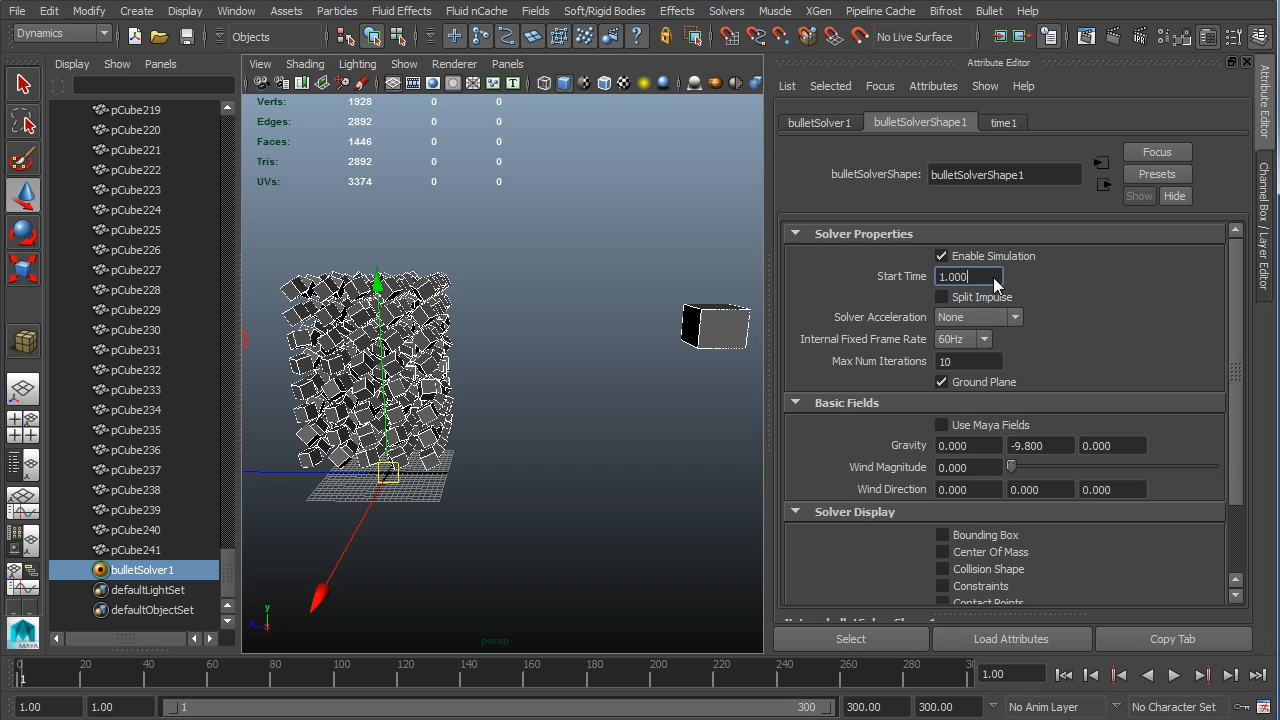 File Edit Modify Create Display Window Assets Particles Fluid Effects Fluid nCache Fields Soft/Rigid Bodies Effects Solvers Muscle XGen Pipeline Cache Bifrost Bullet Help
Dynamics Objects No Live Surface
Display Show Panels
View Shading Lighting Show Renderer Panels
Attribute Editor
List Selected Focus Attributes Show Help
Verts: 1928 0 0
Edges: 2892 0 0
Faces: 1446 0 0
Tris: 2892 0 0
UVs: 3374 0 0
persp
y
pCube219
pCube220
pCube221
pCube222
pCube223
pCube224
pCube225
pCube226
pCube227
pCube228
pCube229
pCube230
pCube231
pCube232
pCube233
pCube234
pCube235
pCube236
pCube237
pCube238
pCube239
pCube240
pCube241
bulletSolver1
defaultLightSet
defaultObjectSet
MAYA
bulletSolver1 bulletSolverShape1 time1
bulletSolverShape: bulletSolverShape1
Focus
Presets
Show Hide
Solver Properties
Enable Simulation
Start Time 1.000
Split Impulse
Solver Acceleration None
Internal Fixed Frame Rate 60Hz
Max Num Iterations 10
Ground Plane
Basic Fields
Use Maya Fields
Gravity 0.000 -9.800 0.000
Wind Magnitude 0.000
Wind Direction 0.000 0.000 0.000
Solver Display
Bounding Box
Center Of Mass
Collision Shape
Constraints
Contact Points
Select Load Attributes Copy Tab
Attribute Editor
Channel Box / Layer Editor
1 20 40 60 80 100 120 140 160 180 200 220 240 260 280 30 1.00
1.00 1.00 1 300 300.00 300.00 No Anim Layer No Character Set